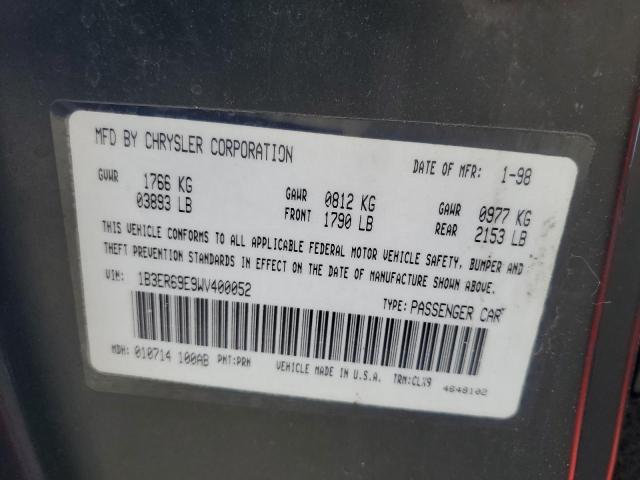 MFD BY CHRYSLER CORPORATION DATE OF MFR: 1-98
GVWR 1766 KG GAWR 0812 KG GAWR 0977 KG
03893 LB FRONT 1790 LB REAR 2153 LB
THIS VEHICLE CONFORMS TO ALL APPLICABLE FEDERAL MOTOR VEHICLE SAFETY, BUMPER AND
THEFT PREVENTION STANDARDS IN EFFECT ON THE DATE OF MANUFACTURE SHOWN ABOVE.
VIN: 1B3ER69E9WV400052 TYPE: PASSENGER CAR
MDH: 010714 100AB PNT:PRN VEHICLE MADE IN U.S.A. TRM:CLX9 4648102